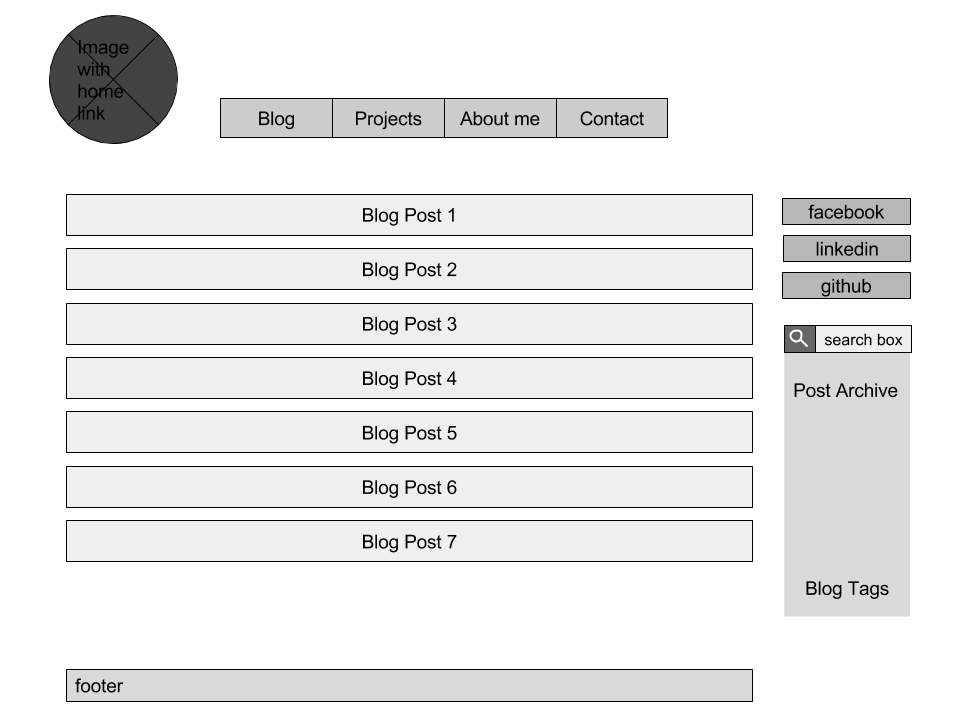 Image
with
home
link
Blog
Projects
About me
Contact
Blog Post 1
Blog Post 2
Blog Post 3
Blog Post 4
Blog Post 5
Blog Post 6
Blog Post 7
facebook
linkedin
github
search box
Post Archive
Blog Tags
footer